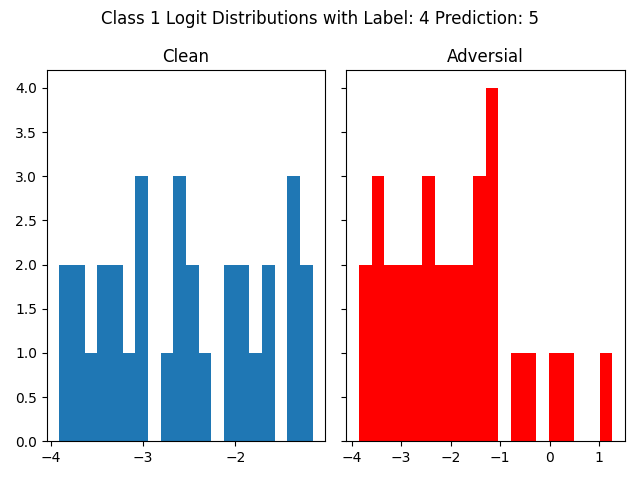 Class 1 Logit Distributions with Label: 4 Prediction: 5
Clean
Adversial
4.0
3.5
3.0
2.5
2.0
1.5
1.0
0.5
0.0
−4 −3 −2
−4 −3 −2 −1 0 1